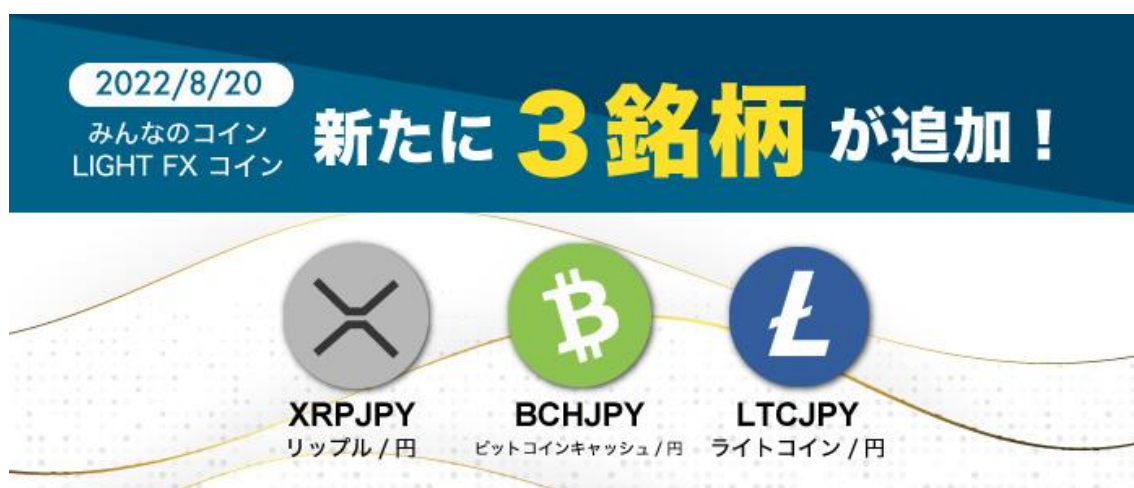 2022/8/20
みんなのコイン
LIGHT FX コイン
新たに3銘柄が追加！
XRPJPY
リップル / 円
BCHJPY
ビットコインキャッシュ / 円
LTCJPY
ライトコイン / 円